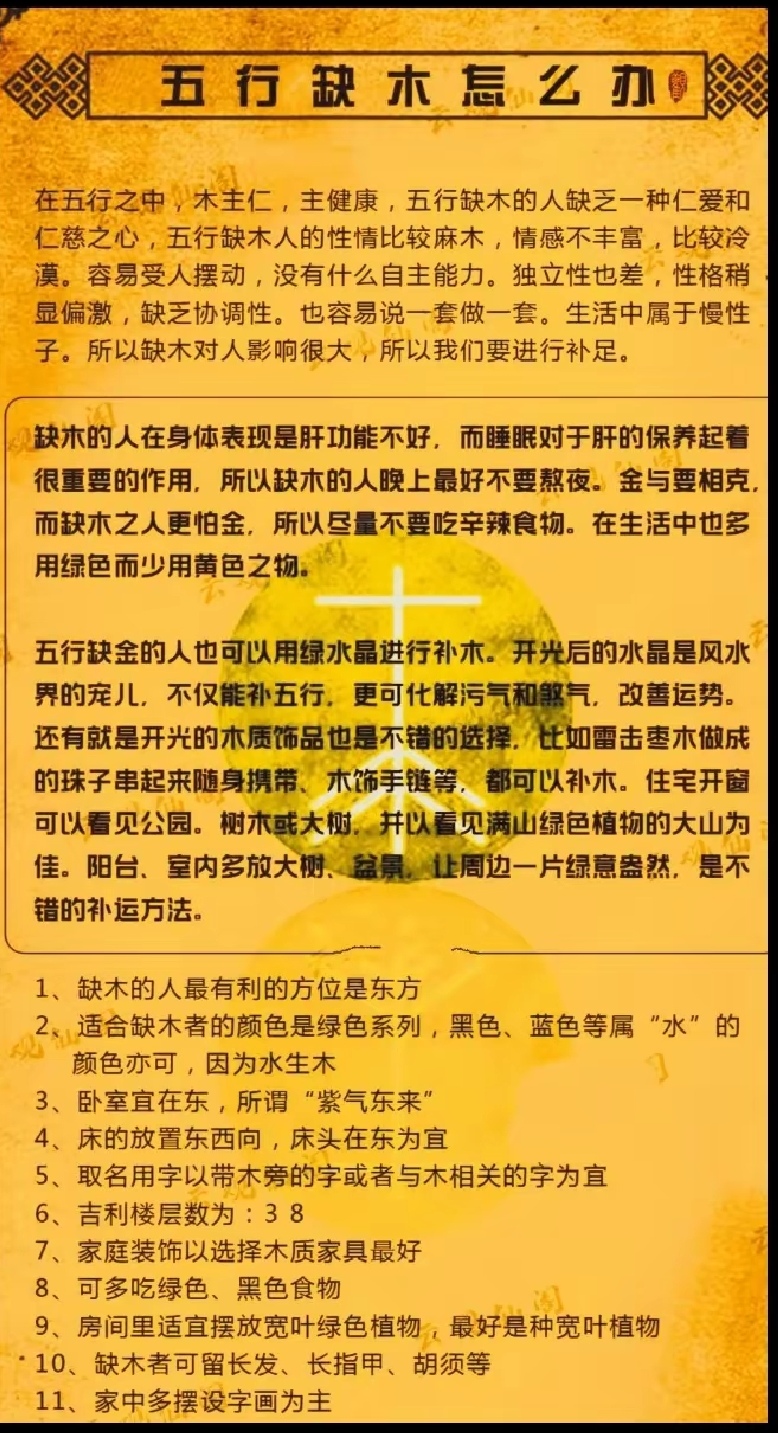 五行缺木怎么办
在五行之中，木主仁，主健康，五行缺木的人缺乏一种仁爱和
仁慈之心，五行缺木人的性情比较麻木，情感不丰富，比较冷
漠。容易受人摆动，没有什么自主能力。独立性也差，性格稍
显偏激，缺乏协调性。也容易说一套做一套。生活中属于慢性
子。所以缺木对人影响很大，所以我们要进行补足。
缺木的人在身体表现是肝功能不好，而睡眠对于肝的保养起着
很重要的作用，所以缺木的人晚上最好不要熬夜。金与要相克，
而缺木之人更怕金，所以尽量不要吃辛辣食物。在生活中也多
用绿色而少用黄色之物。
五行缺金的人也可以用绿水晶进行补木。开光后的水晶是风水
界的宠儿，不仅能补五行，更可化解污气和煞气，改善运势。
还有就是开光的木质饰品也是不错的选择，比如雷击枣木做成
的珠子串起来随身携带、木饰手链等，都可以补木。住宅开窗
可以看见公园。树木或大树，并以看见满山绿色植物的大山为
佳。阳台、室内多放大树、盆景，让周边一片绿意盎然，是不
错的补运方法。
1、缺木的人最有利的方位是东方
2、适合缺木者的颜色是绿色系列，黑色、蓝色等属“水”的
颜色亦可，因为水生木
3、卧室宜在东，所谓“紫气东来”
4、床的放置东西向，床头在东为宜
5、取名用字以带木旁的字或者与木相关的字为宜
6、吉利楼层数为：3 8
7、家庭装饰以选择木质家具最好
8、可多吃绿色、黑色食物
9、房间里适宜摆放宽叶绿色植物，最好是种宽叶植物
10、缺木者可留长发、长指甲、胡须等
11、家中多摆设字画为主